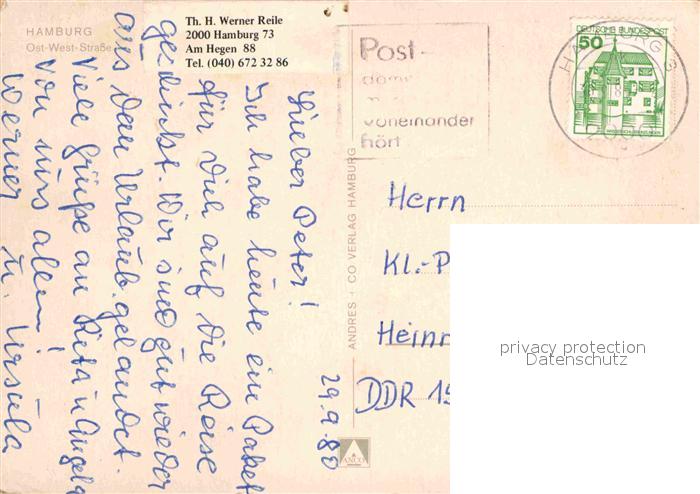 HAMBURG
Ost-West-Straße
Th. H. Werner Reile
2000 Hamburg 73
Am Hegen 88
Tel. (040) 672 32 86
Post-
voneinander
hört
DEUTSCHE BUNDESPOST
50
HAMBURG
2000
Lieber Peter!
Ich habe heute ein Paket
für Dich auf die Reise
geschickt. Wir sind gut wieder
aus dem Urlaub gelandet.
Viele Grüße an Rita u Angela
von uns allen!
Werner u. Ursula
29.9.80
ANDRES + CO VERLAG HAMBURG
ANCO
Herrn
Kl.-P
Heinr
DDR 15
privacy protection
Datenschutz